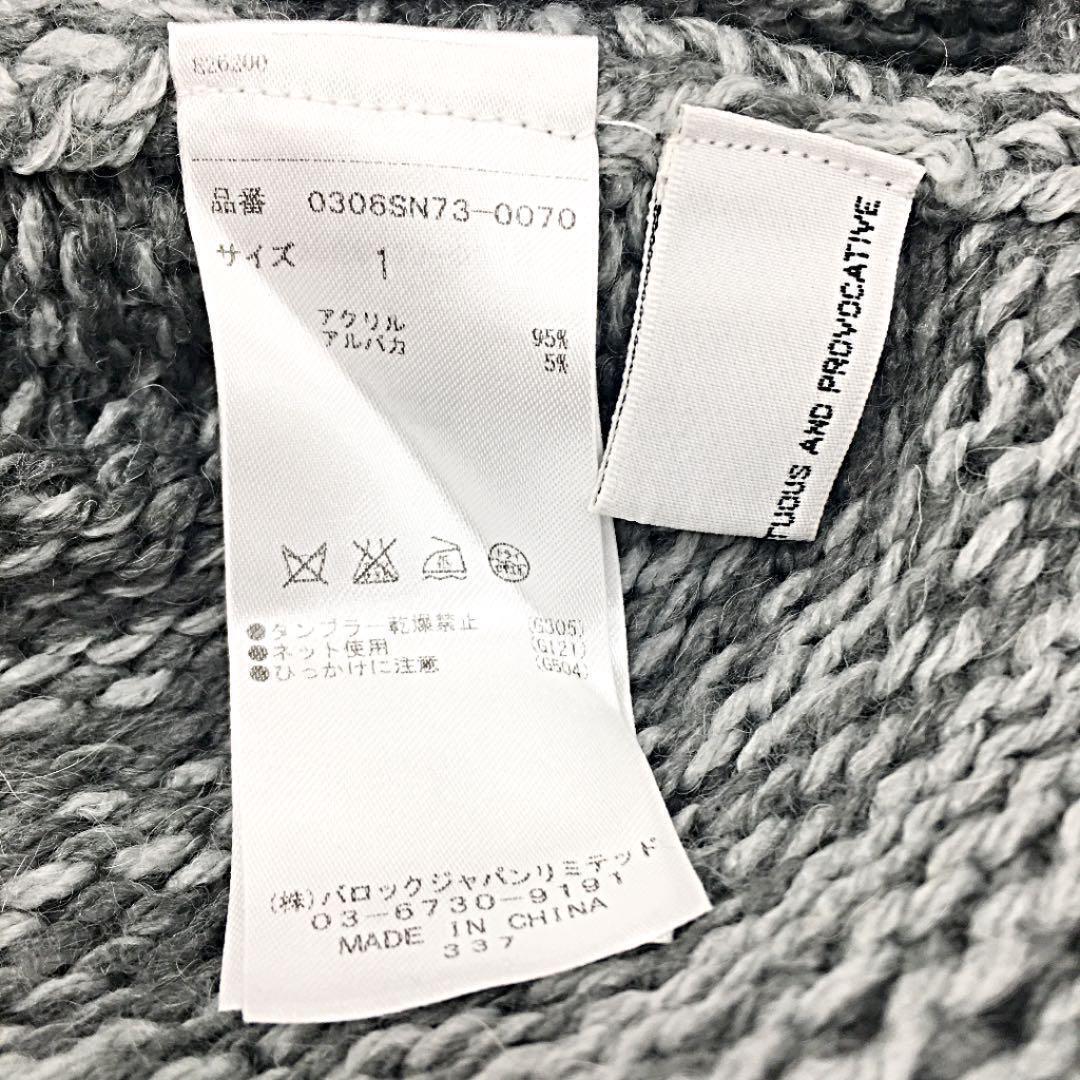 E26200
品番 0306SN73-0070
サイズ 1
アクリル 95%
アルパカ 5%
●タンブラー乾燥禁止 (G305)
●ネット使用 (G121)
●ひっかけに注意 (G504)
(株)バロックジャパンリミテッド
03-6730-9191
MADE IN CHINA
337
TUOUS AND PROVOCATIVE